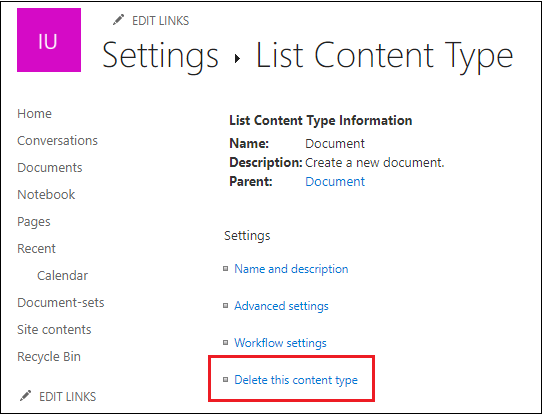 IU
EDIT LINKS
Settings ▸ List Content Type
Home
Conversations
Documents
Notebook
Pages
Recent
Calendar
Document-sets
Site contents
Recycle Bin
EDIT LINKS
List Content Type Information
Name: Document
Description: Create a new document.
Parent: Document
Settings
Name and description
Advanced settings
Workflow settings
Delete this content type